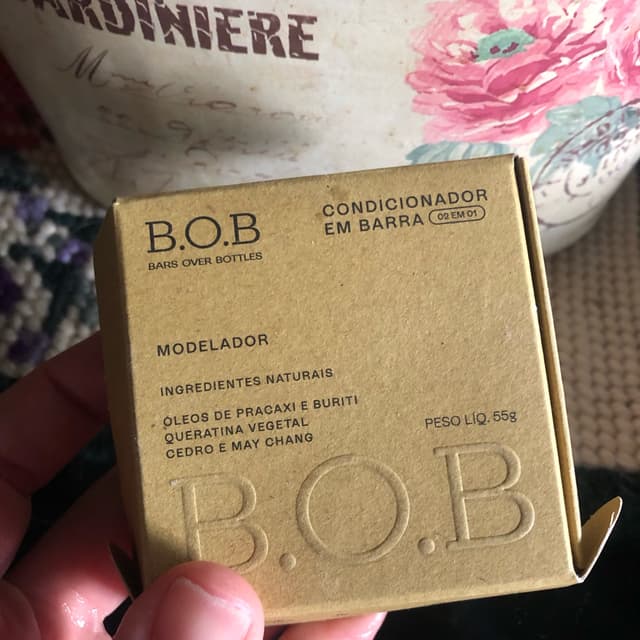 JARDINIERE
B.O.B
BARS OVER BOTTLES
CONDICIONADOR
EM BARRA 02 EM 01
MODELADOR
INGREDIENTES NATURAIS
ÓLEOS DE PRACAXI E BURITI
QUERATINA VEGETAL
CEDRO E MAY CHANG
PESO LÍQ. 55g
B.O.B